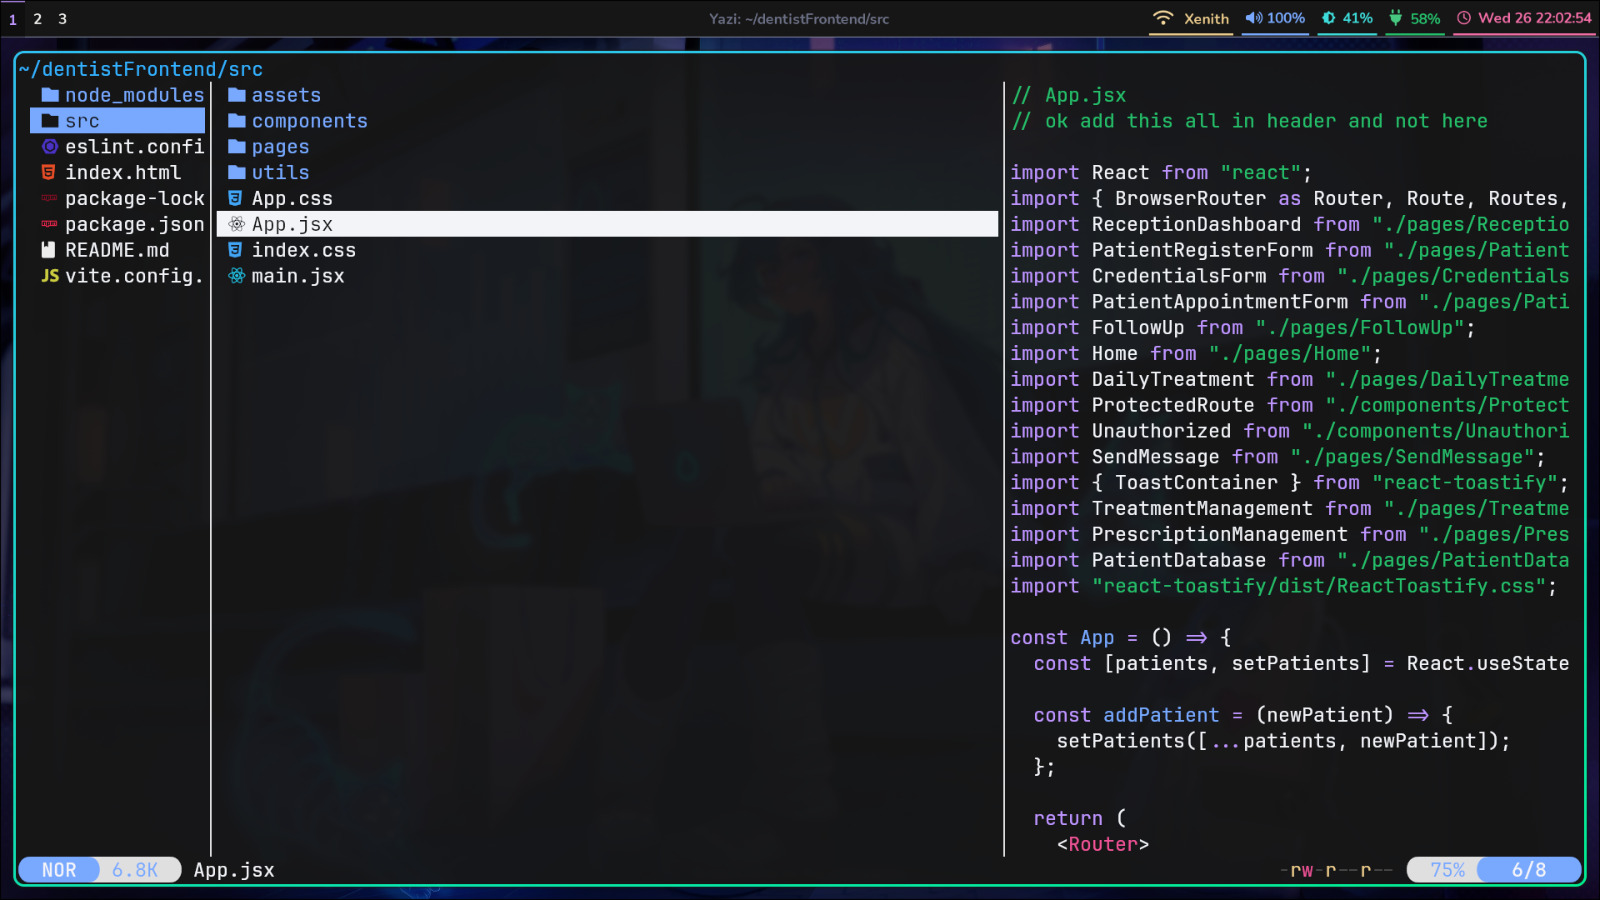 1 2 3 Yazi: ~/dentistFrontend/src Xenith 100% 41% 58% Wed 26 22:02:54
~/dentistFrontend/src
node_modules
src
eslint.confi
index.html
package-lock
package.json
README.md
JS vite.config.
assets
components
pages
utils
App.css
App.jsx
index.css
main.jsx
// App.jsx
// ok add this all in header and not here
import React from "react";
import { BrowserRouter as Router, Route, Routes,
import ReceptionDashboard from "./pages/Receptio
import PatientRegisterForm from "./pages/Patient
import CredentialsForm from "./pages/Credentials
import PatientAppointmentForm from "./pages/Pati
import FollowUp from "./pages/FollowUp";
import Home from "./pages/Home";
import DailyTreatment from "./pages/DailyTreatme
import ProtectedRoute from "./components/Protect
import Unauthorized from "./components/Unauthori
import SendMessage from "./pages/SendMessage";
import { ToastContainer } from "react-toastify";
import TreatmentManagement from "./pages/Treatme
import PrescriptionManagement from "./pages/Pres
import PatientDatabase from "./pages/PatientData
import "react-toastify/dist/ReactToastify.css";
const App = () => {
const [patients, setPatients] = React.useState
const addPatient = (newPatient) => {
setPatients([...patients, newPatient]);
};
return (
<Router>
NOR 6.8K App.jsx -rw-r--r-- 75% 6/8